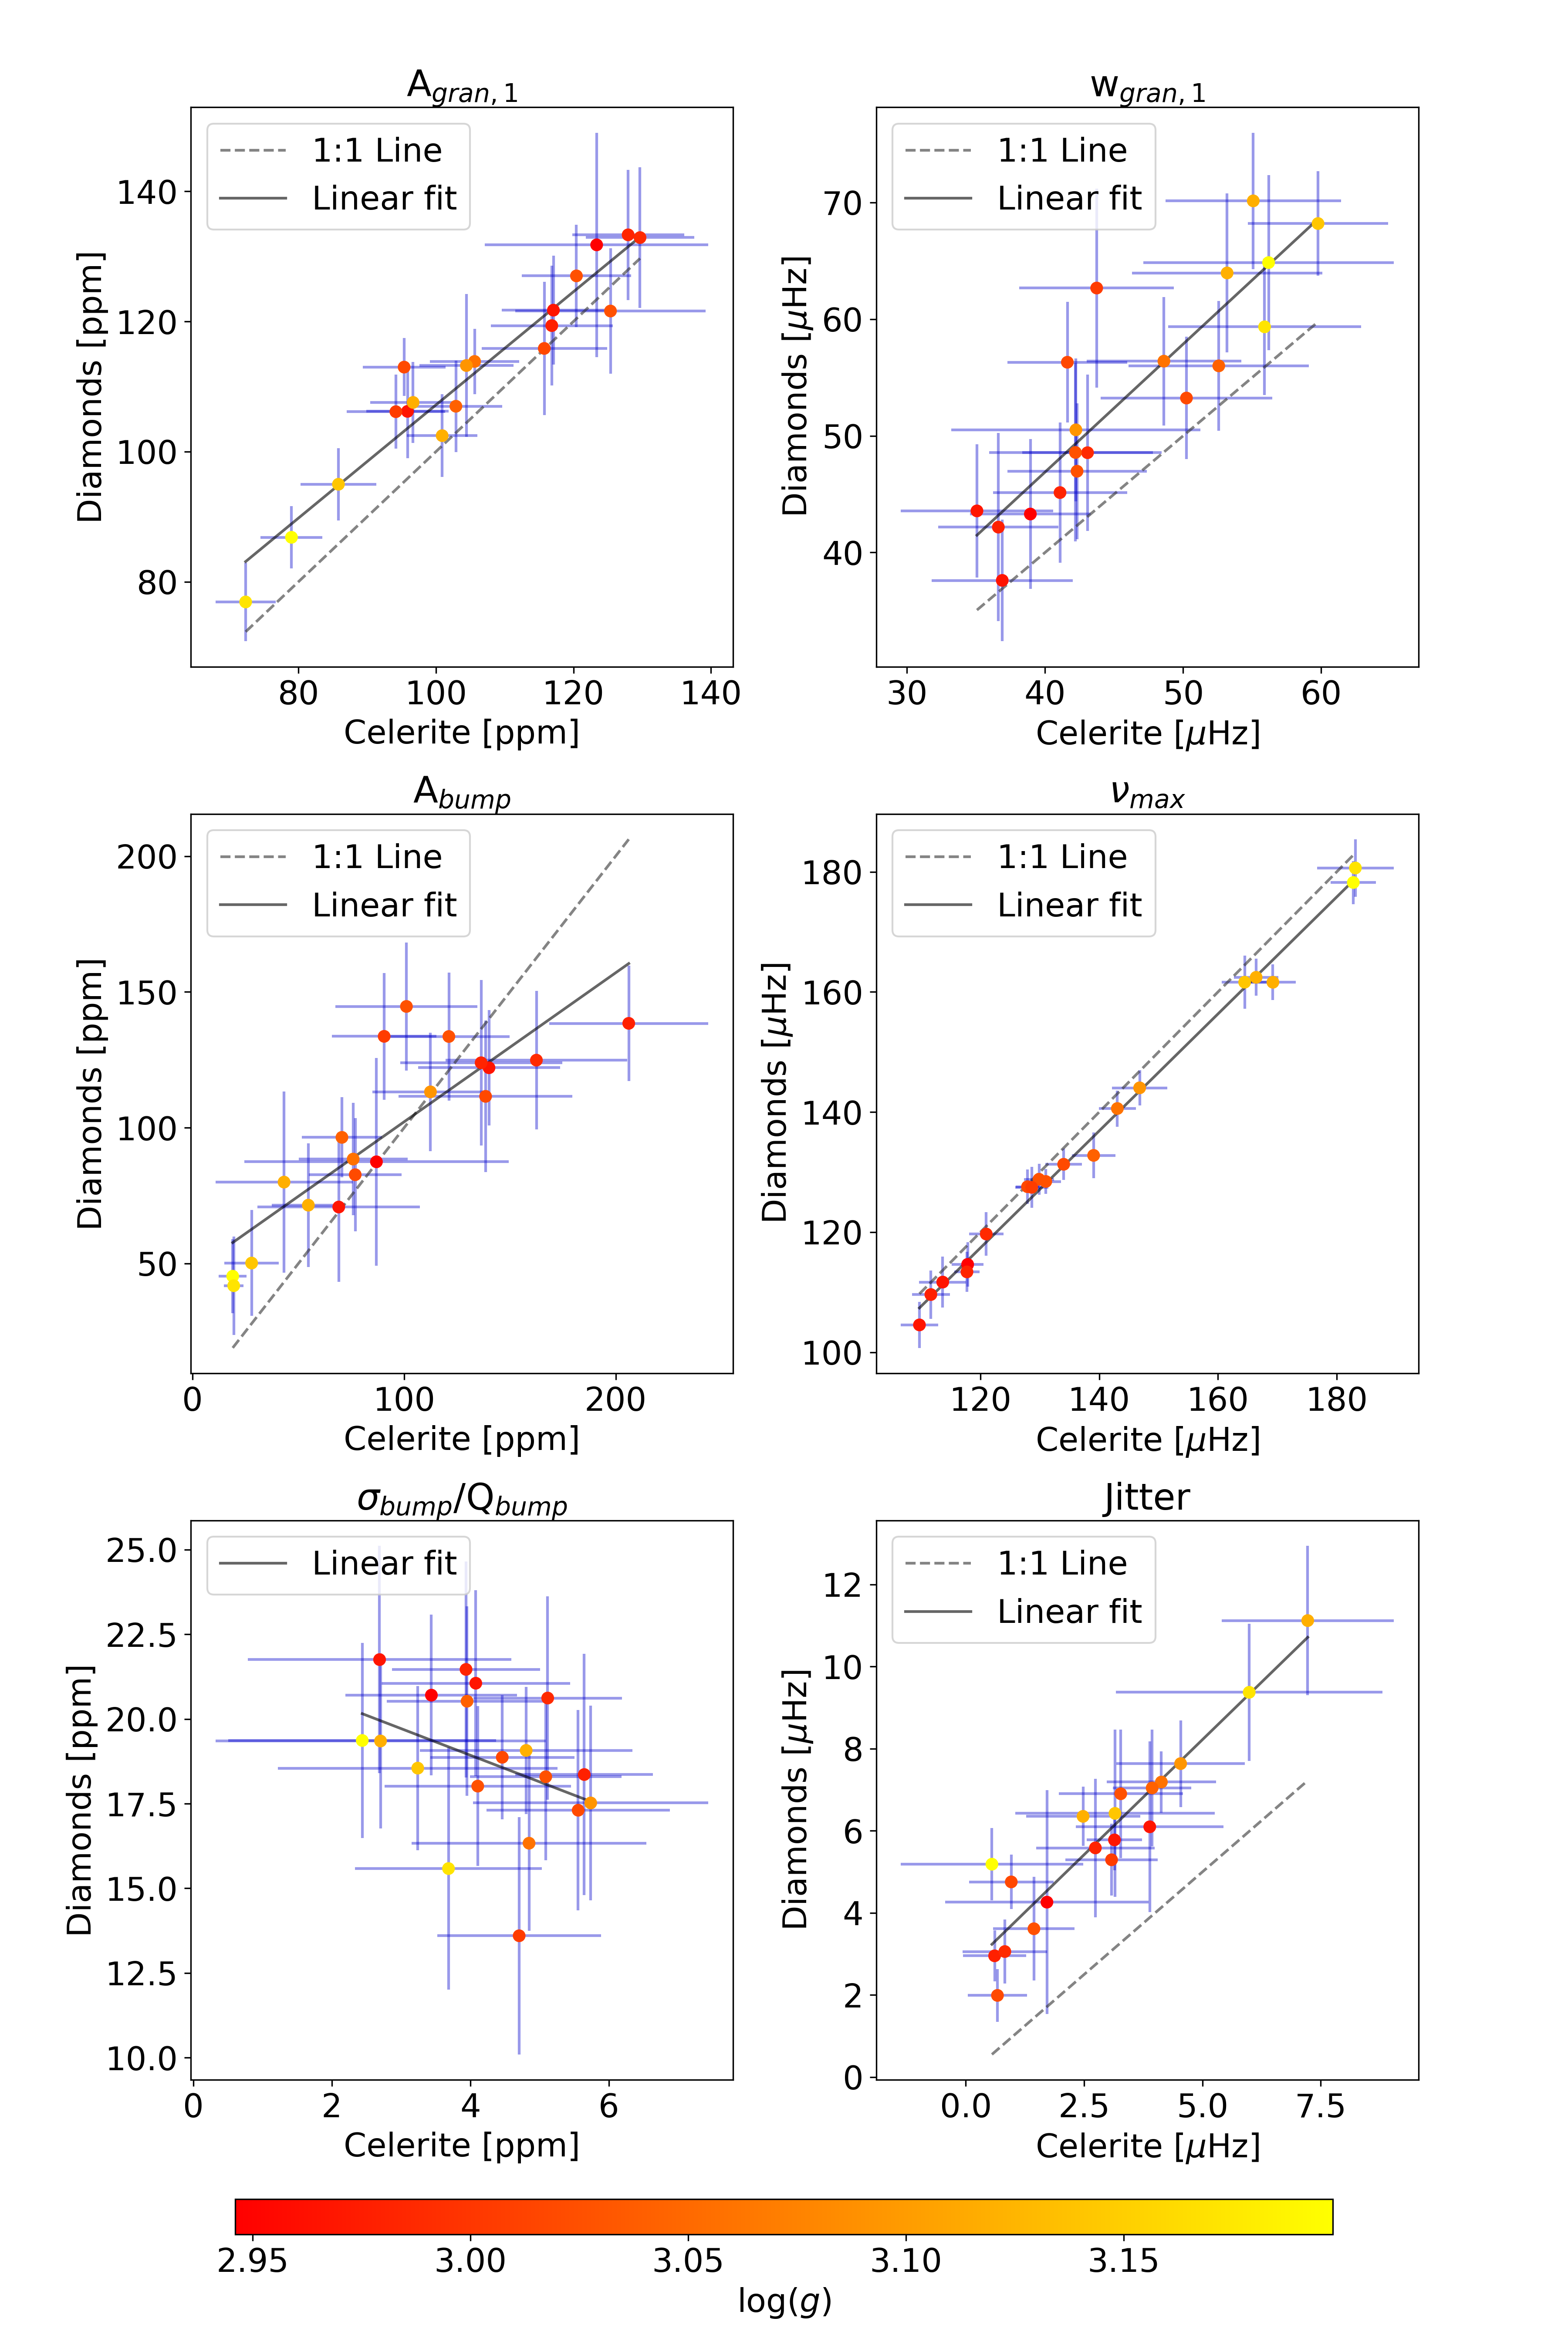 A_gran,1
1:1 Line
Linear fit
Diamonds [ppm]
140
120
100
80
80 100 120 140
Celerite [ppm]
w_gran,1
1:1 Line
Linear fit
Diamonds [μHz]
70
60
50
40
30 40 50 60
Celerite [μHz]
A_bump
1:1 Line
Linear fit
Diamonds [ppm]
200
150
100
50
0 100 200
Celerite [ppm]
ν_max
1:1 Line
Linear fit
Diamonds [μHz]
180
160
140
120
100
120 140 160 180
Celerite [μHz]
σ_bump/Q_bump
Linear fit
Diamonds [ppm]
25.0
22.5
20.0
17.5
15.0
12.5
10.0
0 2 4 6
Celerite [ppm]
Jitter
1:1 Line
Linear fit
Diamonds [μHz]
12
10
8
6
4
2
0
0.0 2.5 5.0 7.5
Celerite [μHz]
2.95 3.00 3.05 3.10 3.15
log(g)